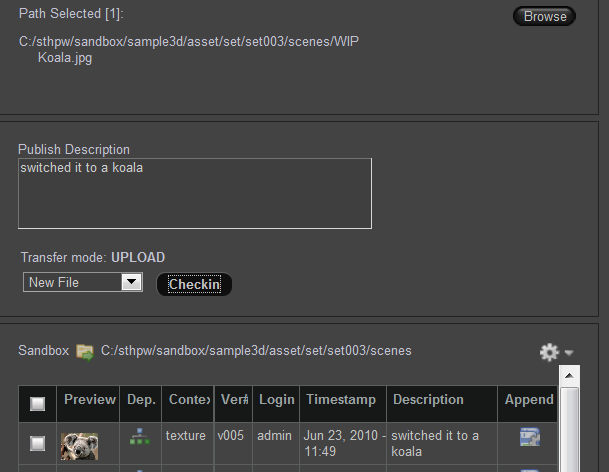 Path Selected [1]:
Browse
C:/sthpw/sandbox/sample3d/asset/set/set003/scenes/WIP
Koala.jpg
Publish Description
switched it to a koala
Transfer mode: UPLOAD
New File
Checkin
Sandbox C:/sthpw/sandbox/sample3d/asset/set/set003/scenes
Preview Dep. Contex Ver# Login Timestamp Description Append
texture v005 admin Jun 23, 2010 - switched it to a
11:49 koala